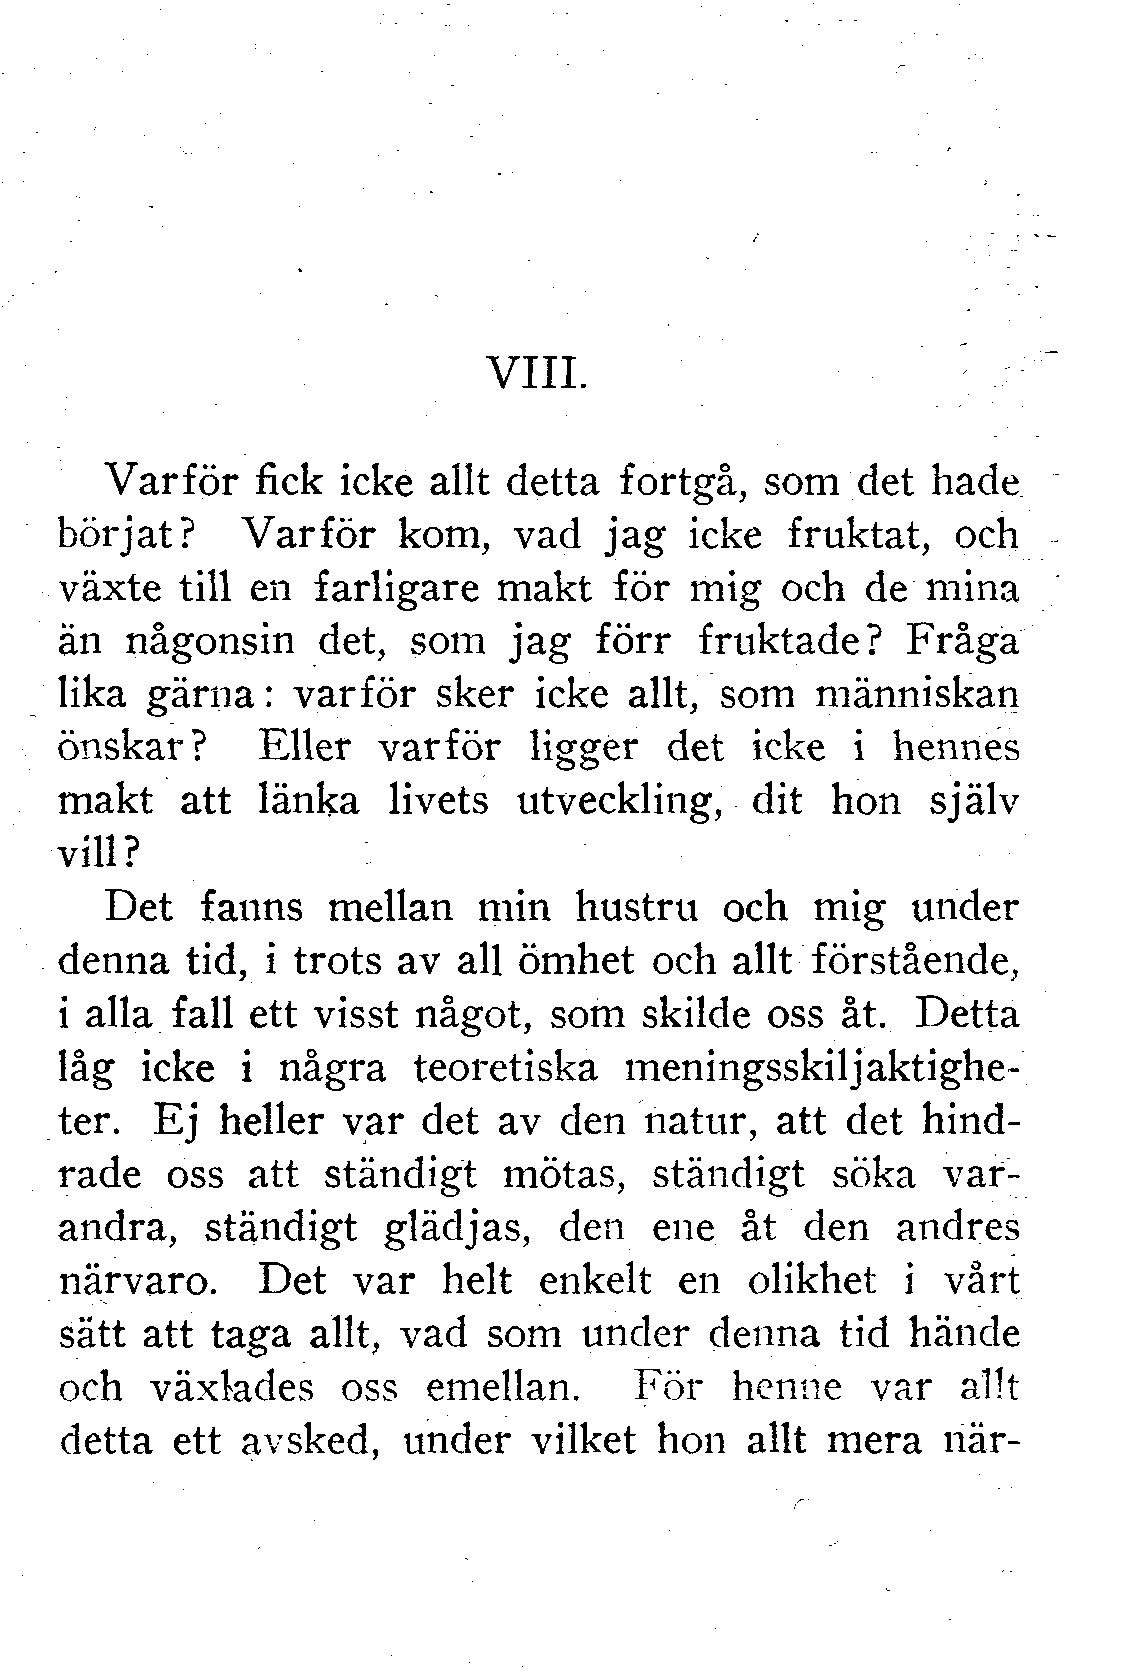 VIII.
Varför fick icke allt detta fortgå, som det hade
börjat? Varför kom, vad jag icke fruktat, och
växte till en farligare makt för mig och de mina
än någonsin det, som jag förr fruktade? Fråga
lika gärna: varför sker icke allt, som människan
önskar? Eller varför ligger det icke i hennes
makt att länka livets utveckling, dit hon själv
vill?
Det fanns mellan min hustru och mig under
denna tid, i trots av all ömhet och allt förstående,
i alla fall ett visst något, som skilde oss åt. Detta
låg icke i några teoretiska meningsskiljaktighe-
ter. Ej heller var det av den natur, att det hind-
rade oss att ständigt mötas, ständigt söka var-
andra, ständigt glädjas, den ene åt den andres
närvaro. Det var helt enkelt en olikhet i vårt
sätt att taga allt, vad som under denna tid hände
och växlades oss emellan. För henne var allt
detta ett avsked, under vilket hon allt mera när-